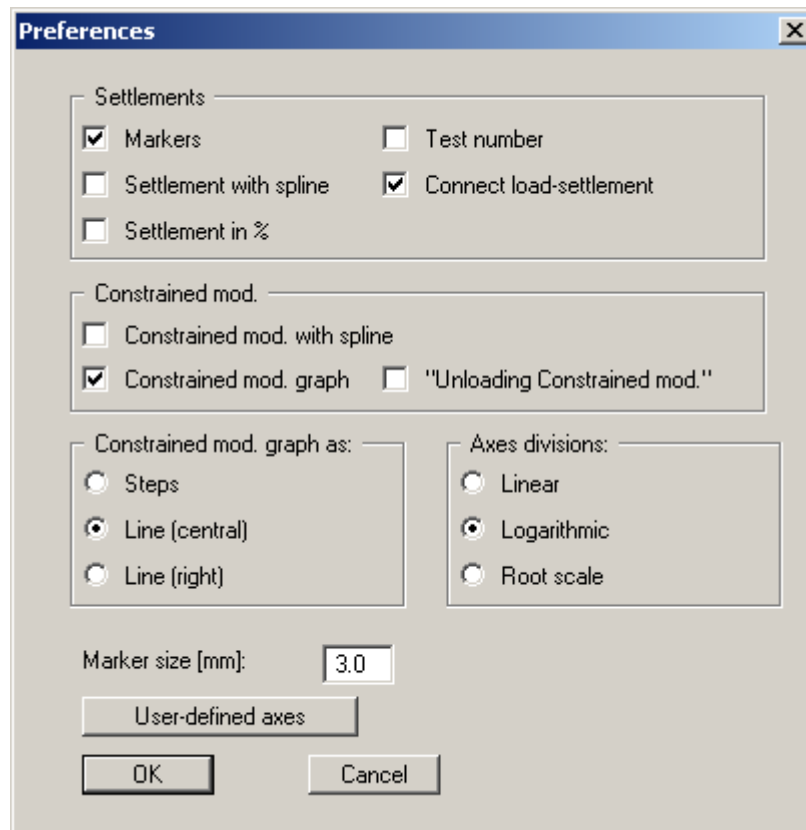 Preferences
Settlements
Markers
Test number
Settlement with spline
Connect load-settlement
Settlement in %
Constrained mod.
Constrained mod. with spline
Constrained mod. graph
"Unloading Constrained mod."
Constrained mod. graph as:
Steps
Line (central)
Line (right)
Axes divisions:
Linear
Logarithmic
Root scale
Marker size [mm]: 3.0
User-defined axes
OK
Cancel